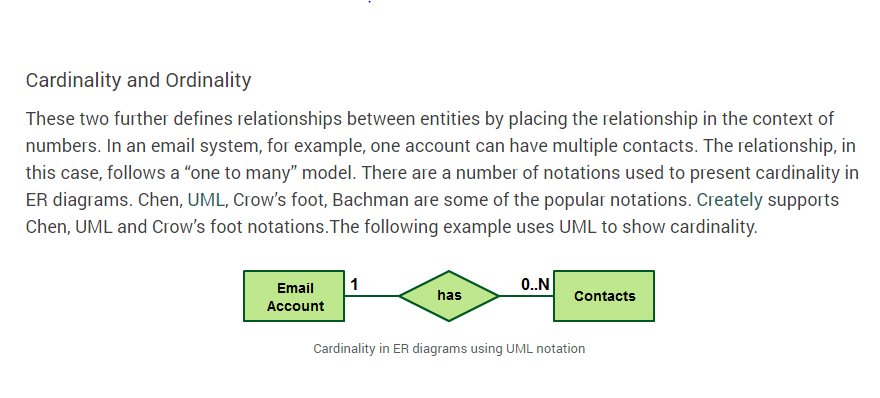 Cardinality and Ordinality
These two further defines relationships between entities by placing the relationship in the context of
numbers. In an email system, for example, one account can have multiple contacts. The relationship, in
this case, follows a “one to many” model. There are a number of notations used to present cardinality in
ER diagrams. Chen, UML, Crow’s foot, Bachman are some of the popular notations. Creately supports
Chen, UML and Crow’s foot notations.The following example uses UML to show cardinality.
Email
Account
1
has
0..N
Contacts
Cardinality in ER diagrams using UML notation